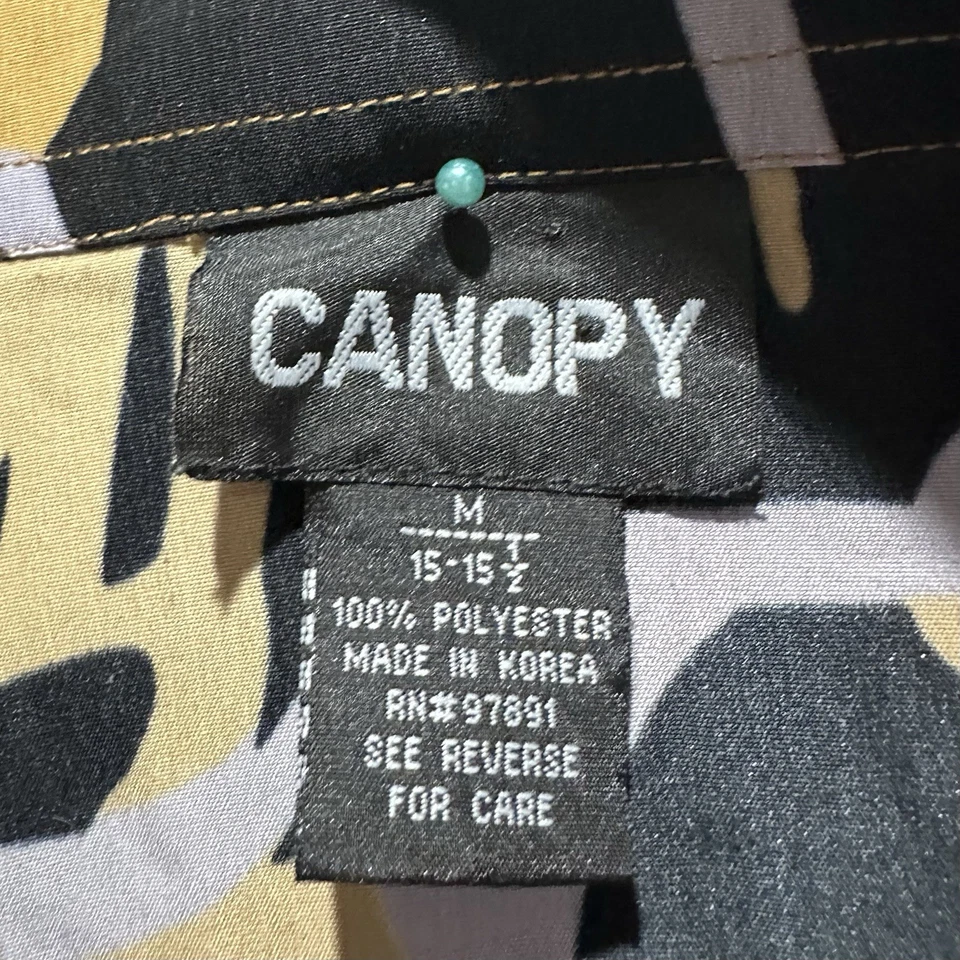 CANOPY
M
15-15 1/2
100% POLYESTER
MADE IN KOREA
RN#97891
SEE REVERSE
FOR CARE